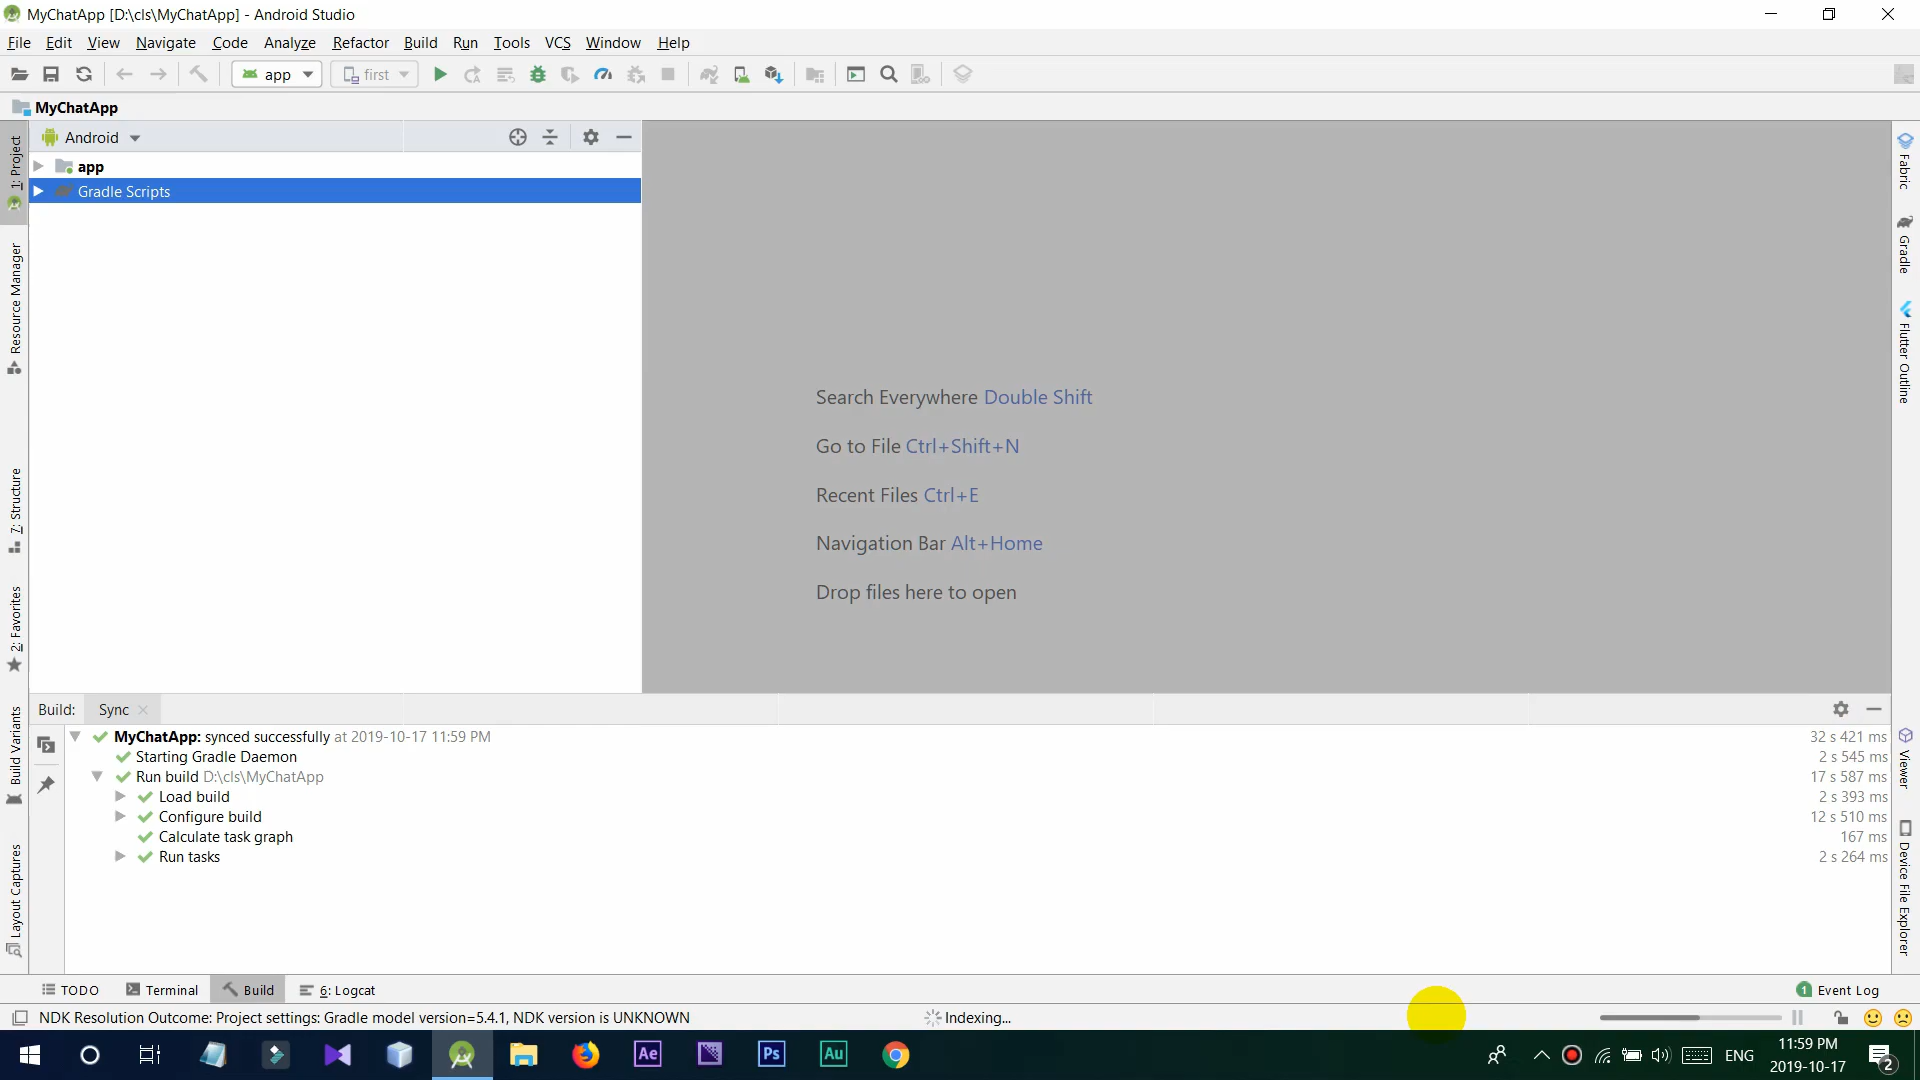 MyChatApp [D:\cls\MyChatApp] - Android Studio
File Edit View Navigate Code Analyze Refactor Build Run Tools VCS Window Help
app first
MyChatApp
Android
app
Gradle Scripts
1: Project
Resource Manager
7: Structure
2: Favorites
Build Variants
Layout Captures
Search Everywhere Double Shift
Go to File Ctrl+Shift+N
Recent Files Ctrl+E
Navigation Bar Alt+Home
Drop files here to open
Fabric
Gradle
Flutter Outline
Viewer
Device File Explorer
Build: Sync
MyChatApp: synced successfully at 2019-10-17 11:59 PM 32 s 421 ms
Starting Gradle Daemon 2 s 545 ms
Run build D:\cls\MyChatApp 17 s 587 ms
Load build 2 s 393 ms
Configure build 12 s 510 ms
Calculate task graph 167 ms
Run tasks 2 s 264 ms
TODO Terminal Build 6: Logcat 1 Event Log
NDK Resolution Outcome: Project settings: Gradle model version=5.4.1, NDK version is UNKNOWN Indexing...
Ae Ps Au ENG 11:59 PM
2019-10-17 2